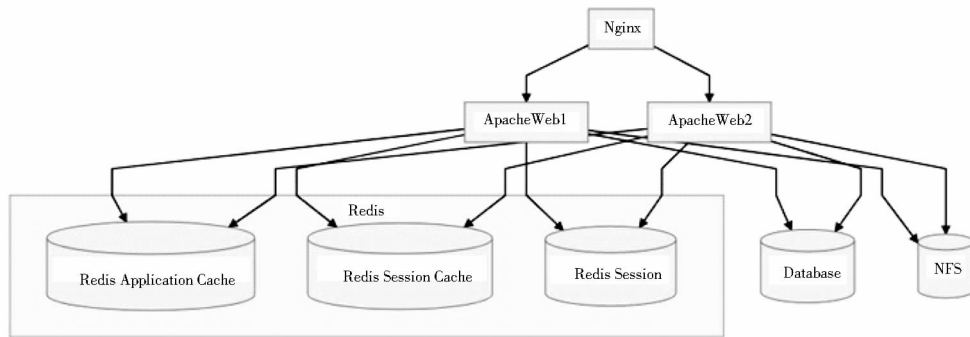 Nginx
ApacheWeb1
ApacheWeb2
Redis
Redis Application Cache
Redis Session Cache
Redis Session
Database
NFS